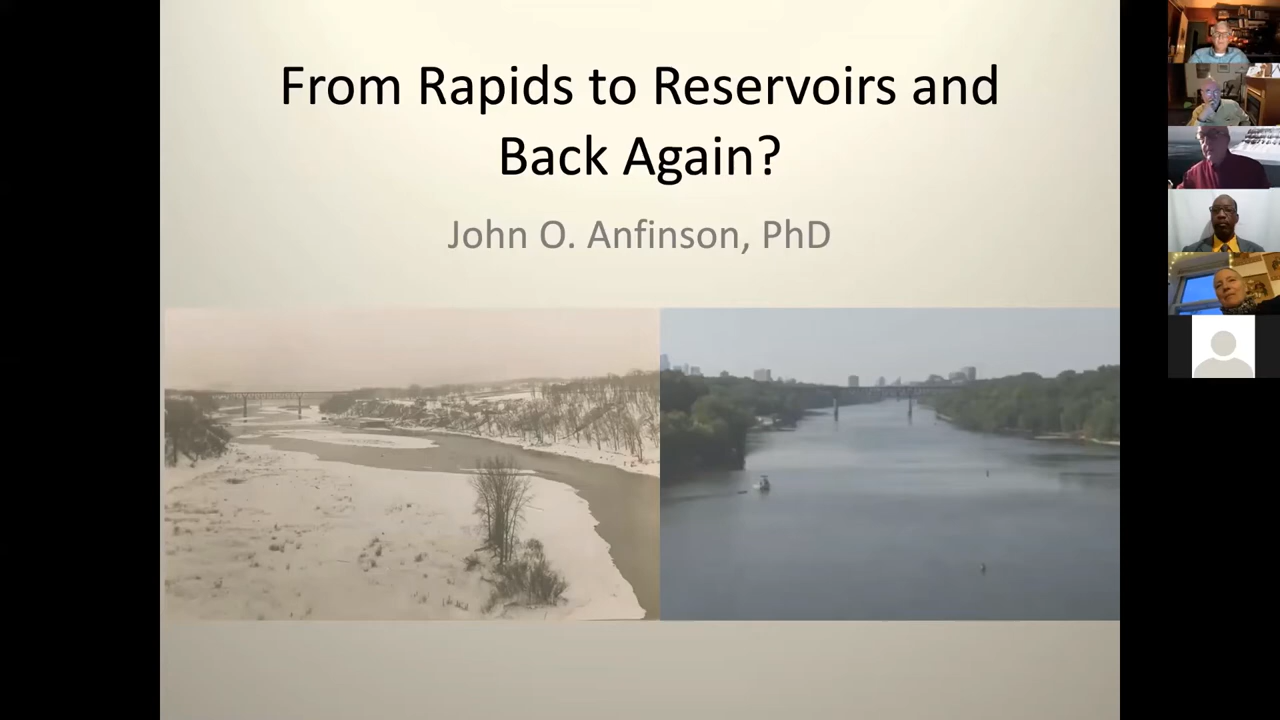 From Rapids to Reservoirs and
Back Again?
John O. Anfinson, PhD